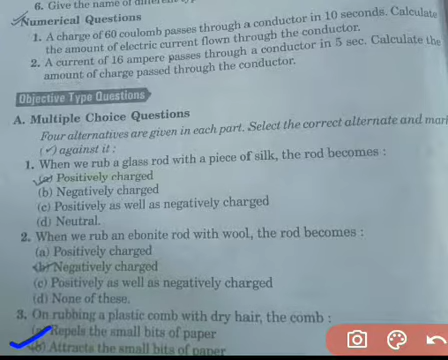 6. Give the name of different
Numerical Questions
1. A charge of 60 coulomb passes through a conductor in 10 seconds. Calculate
the amount of electric current flown through the conductor.
2. A current of 16 ampere passes through a conductor in 5 sec. Calculate the
amount of charge passed through the conductor.
Objective Type Questions
A. Multiple Choice Questions
Four alternatives are given in each part. Select the correct alternate and mark
(✓) against it :
1. When we rub a glass rod with a piece of silk, the rod becomes :
(a) Positively charged
(b) Negatively charged
(c) Positively as well as negatively charged
(d) Neutral.
2. When we rub an ebonite rod with wool, the rod becomes :
(a) Positively charged
(b) Negatively charged
(c) Positively as well as negatively charged
(d) None of these.
3. On rubbing a plastic comb with dry hair, the comb :
(a) Repels the small bits of paper
(b) Attracts the small bits of paper